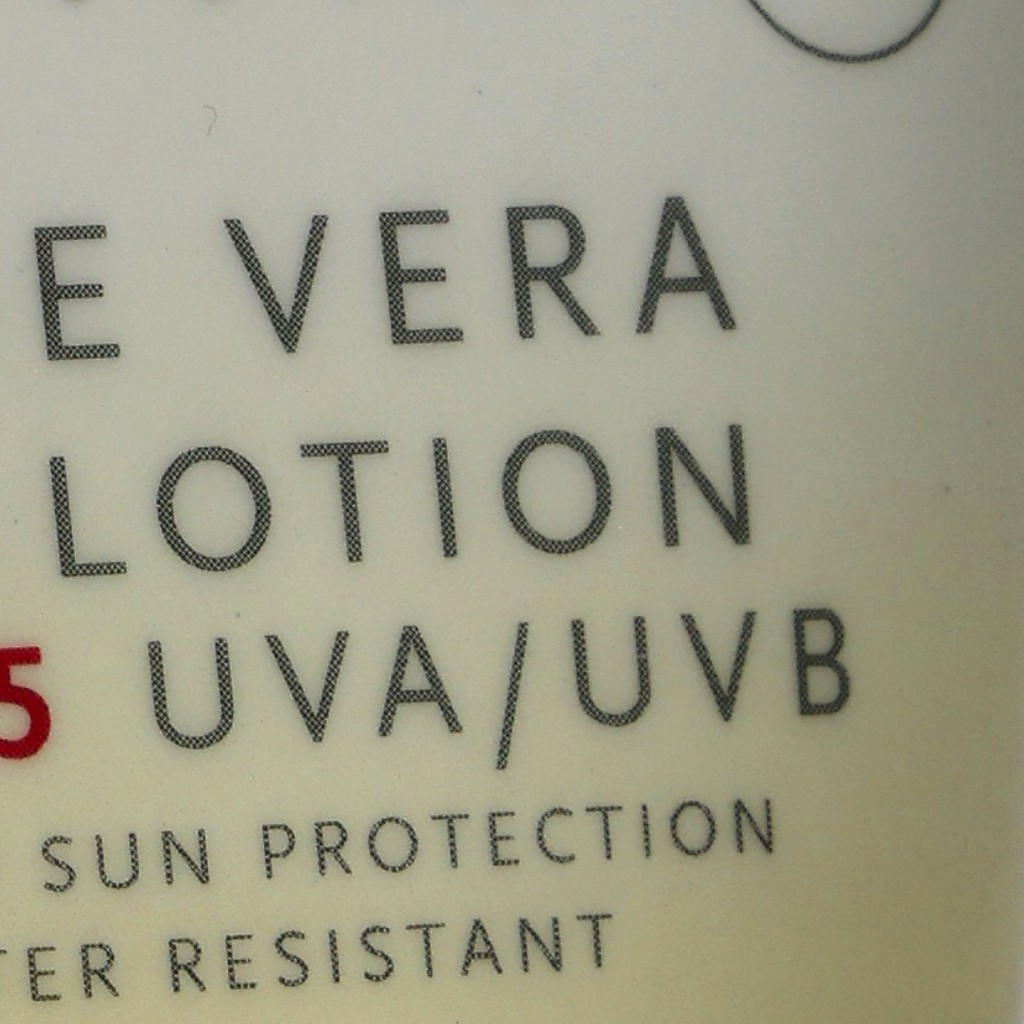 E VERA
LOTION
5 UVA/UVB
SUN PROTECTION
TER RESISTANT